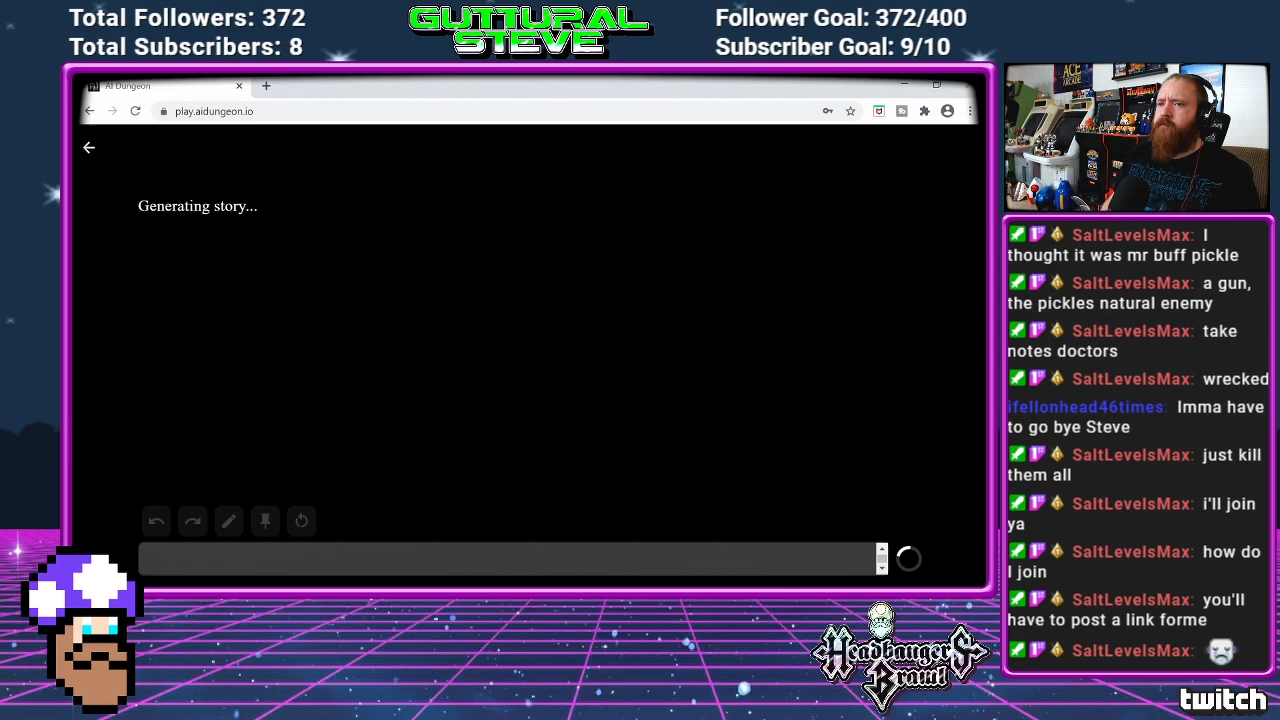 Total Followers: 372
Total Subscribers: 8
GUTTURAL
STEVE
Follower Goal: 372/400
Subscriber Goal: 9/10
AI Dungeon
play.aidungeon.io
Generating story...
SaltLevelsMax: I
thought it was mr buff pickle
SaltLevelsMax: a gun,
the pickles natural enemy
SaltLevelsMax: take
notes doctors
SaltLevelsMax: wrecked
ifellonhead46times: Imma have
to go bye Steve
SaltLevelsMax: just kill
them all
SaltLevelsMax: i'll join
ya
SaltLevelsMax: how do
I join
SaltLevelsMax: you'll
have to post a link forme
SaltLevelsMax:
Headbangers
Brawl
twitch